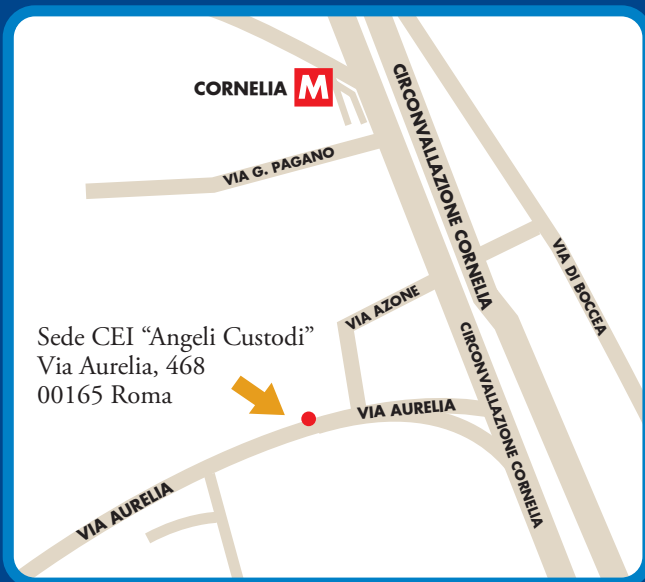 CORNELIA M
CIRCONVALLAZIONE CORNELIA
VIA G. PAGANO
VIA DI BOCCEA
VIA AZONE
Sede CEI “Angeli Custodi”
Via Aurelia, 468
00165 Roma
CIRCONVALLAZIONE CORNELIA
VIA AURELIA
VIA AURELIA